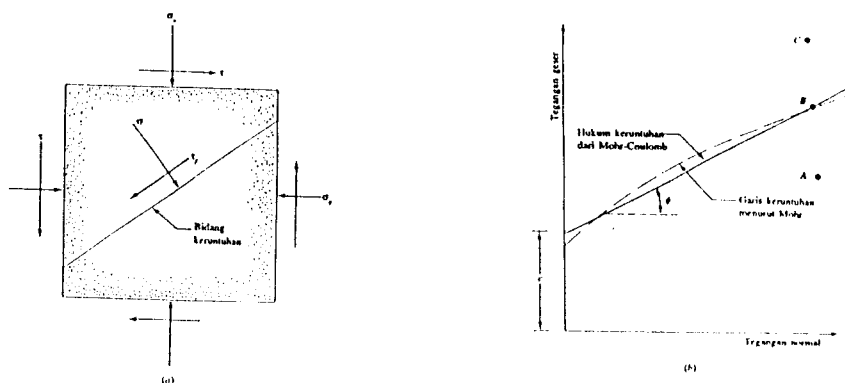 τ
σ
τf
Bidang
keruntuhan
(a)
Tegangan geser
C
B
Hukum keruntuhan
dari Mohr-Coulomb
A
Garis keruntuhan
menurut Mohr
φ
Tegangan normal
(b)